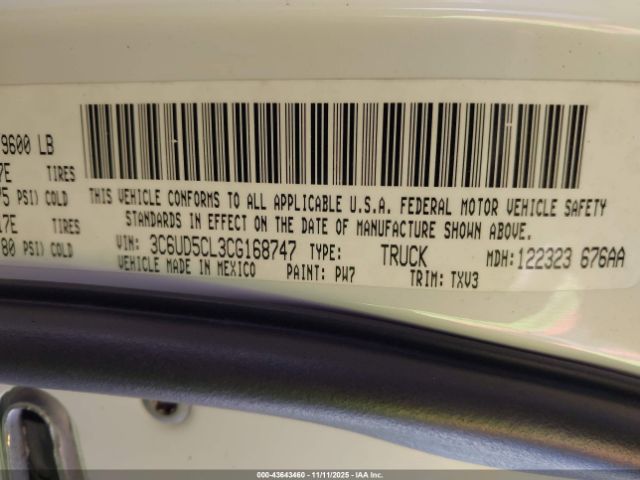 9600 LB
7E TIRES
5 PSI) COLD
17E TIRES
80 PSI) COLD
THIS VEHICLE CONFORMS TO ALL APPLICABLE U.S.A. FEDERAL MOTOR VEHICLE SAFETY
STANDARDS IN EFFECT ON THE DATE OF MANUFACTURE SHOWN ABOVE.
VIN: 3C6UD5CL3CG168747 TYPE: TRUCK MDH: 122323 676AA
VEHICLE MADE IN MEXICO PAINT: PW7 TRIM: TXV3
000-43643460 - 11/11/2025 - IAA Inc.